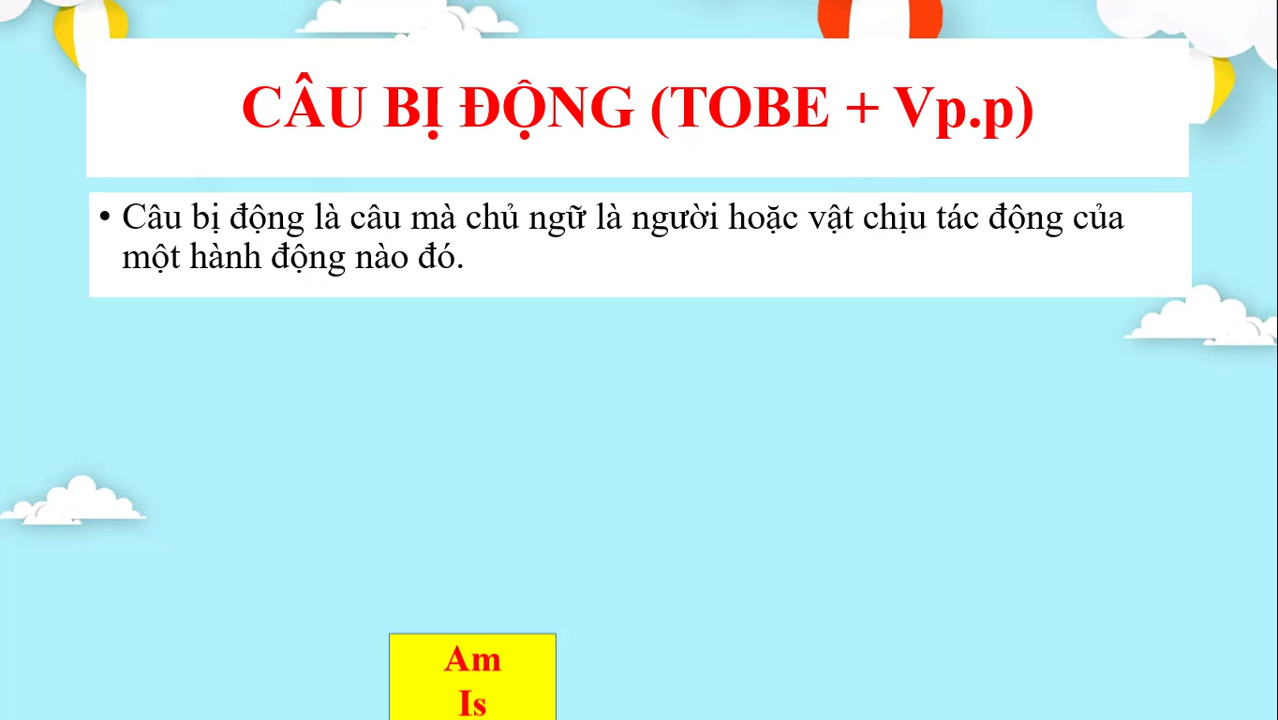 CÂU BỊ ĐỘNG (TOBE + Vp.p)
• Câu bị động là câu mà chủ ngữ là người hoặc vật chịu tác động của
một hành động nào đó.
Am
Is